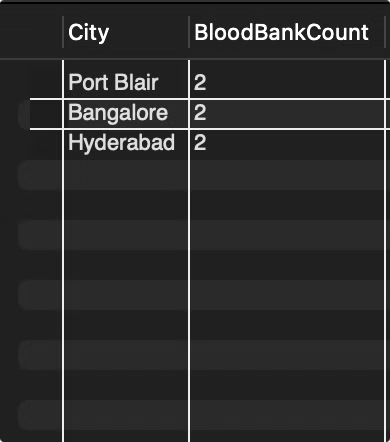 City BloodBankCount
Port Blair 2
Bangalore 2
Hyderabad 2